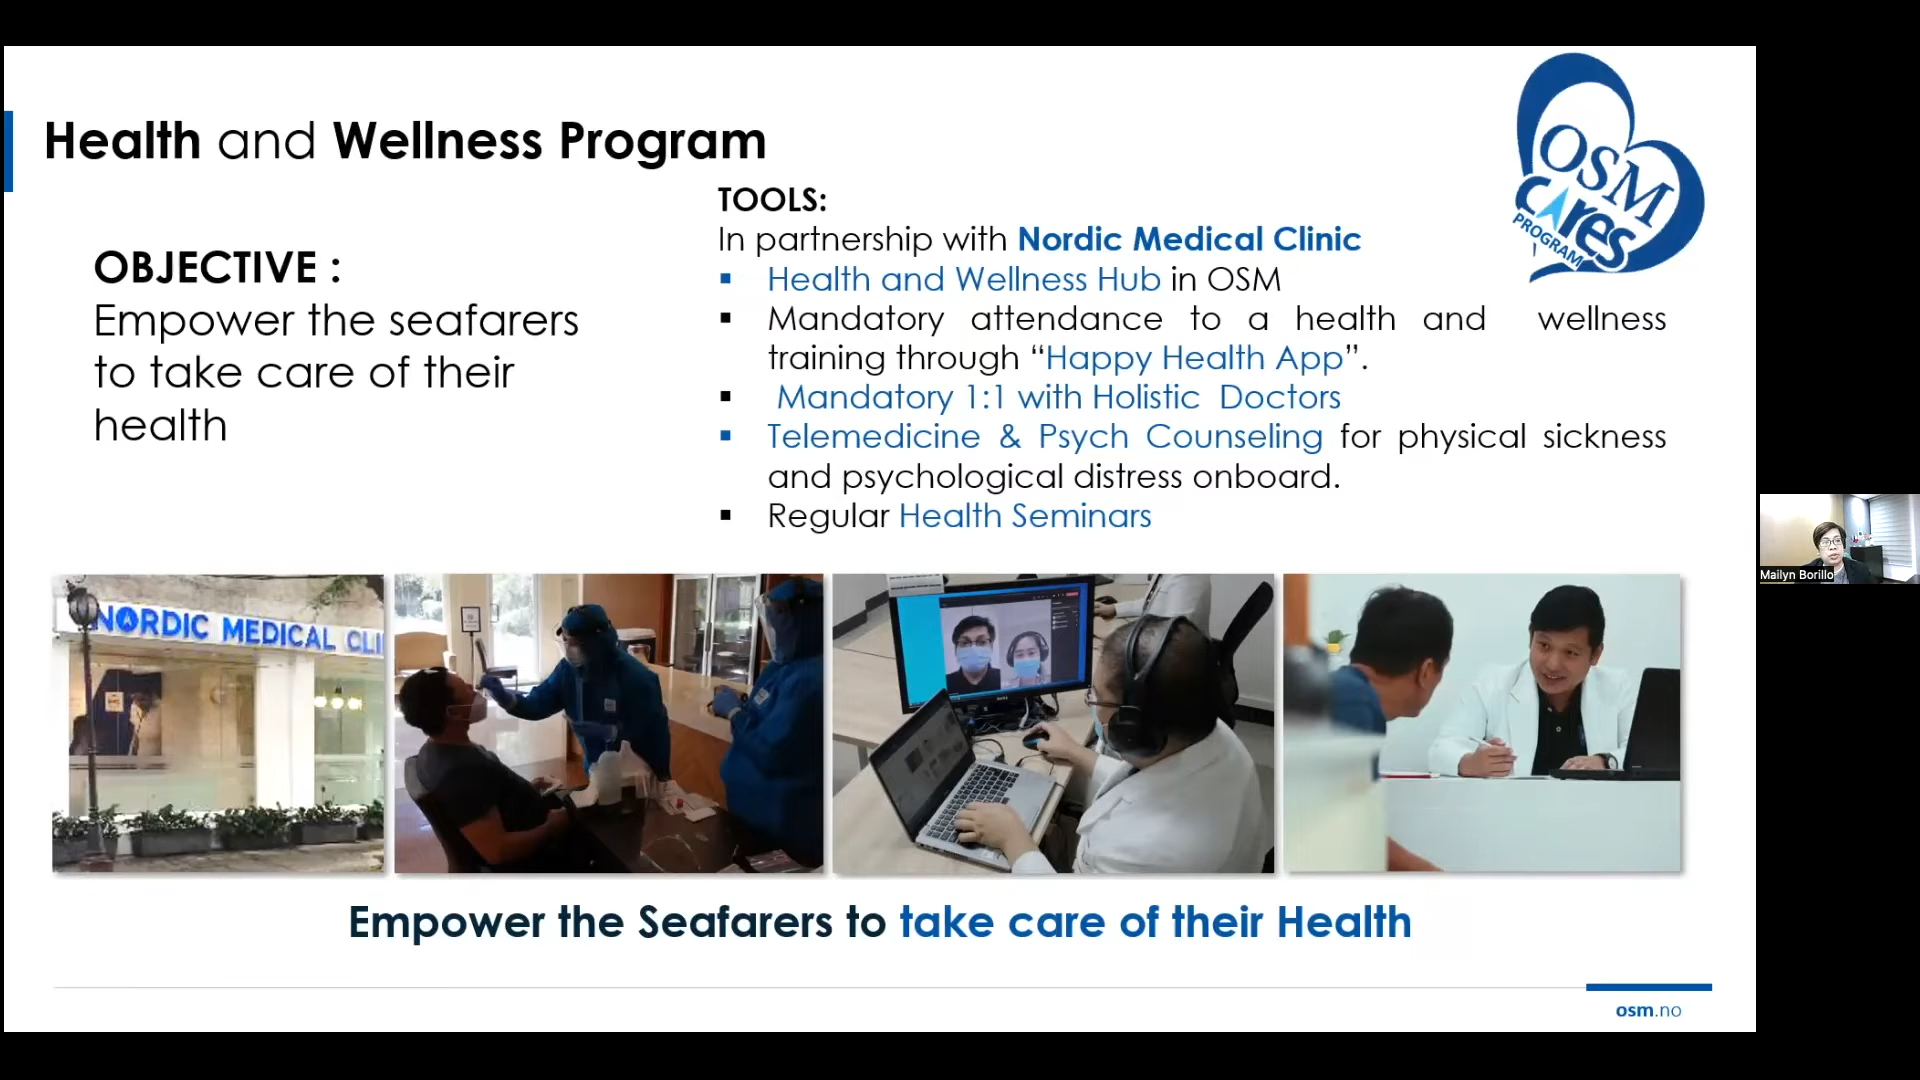 Health and Wellness Program
OSM
cares
PROGRAM
OBJECTIVE :
Empower the seafarers
to take care of their
health
TOOLS:
In partnership with Nordic Medical Clinic
▪ Health and Wellness Hub in OSM
▪ Mandatory attendance to a health and wellness
training through “Happy Health App”.
▪ Mandatory 1:1 with Holistic Doctors
▪ Telemedicine & Psych Counseling for physical sickness
and psychological distress onboard.
▪ Regular Health Seminars
NORDIC MEDICAL CLI
Empower the Seafarers to take care of their Health
osm.no
Mailyn Borillo